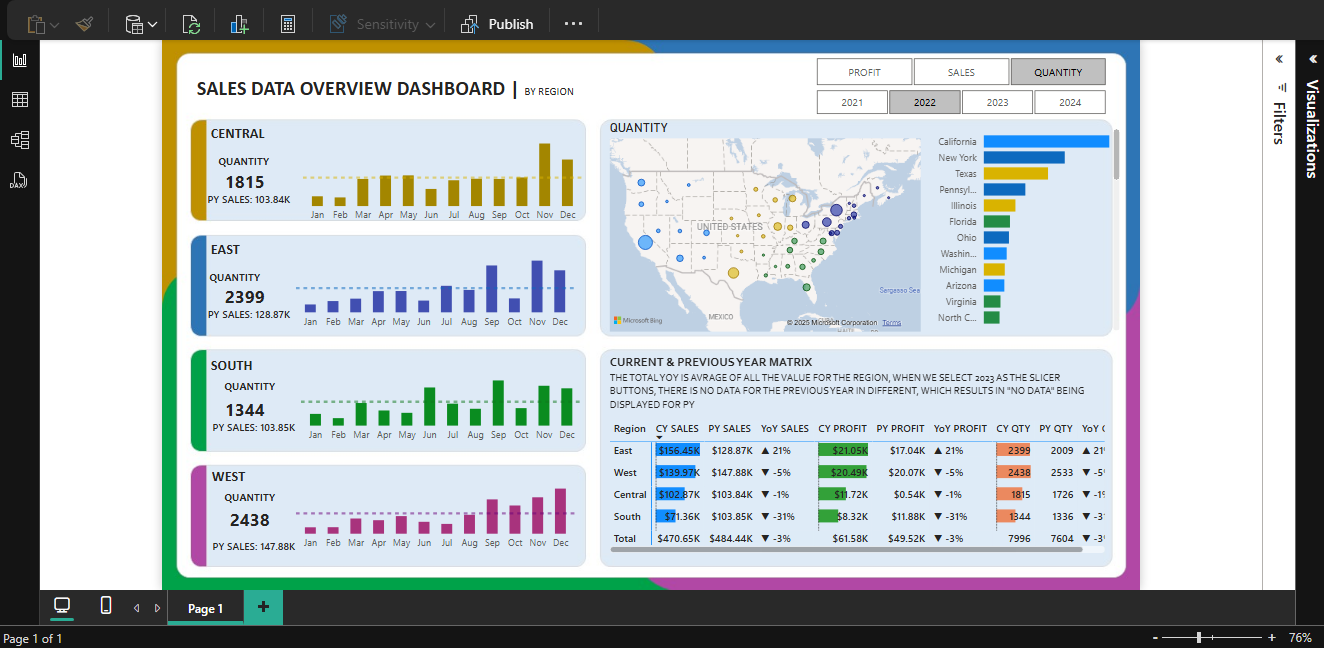 Sensitivity
Publish
SALES DATA OVERVIEW DASHBOARD | BY REGION
PROFIT SALES QUANTITY
2021 2022 2023 2024
CENTRAL
QUANTITY
1815
PY SALES: 103.84K
Jan Feb Mar Apr May Jun Jul Aug Sep Oct Nov Dec
EAST
QUANTITY
2399
PY SALES: 128.87K
Jan Feb Mar Apr May Jun Jul Aug Sep Oct Nov Dec
SOUTH
QUANTITY
1344
PY SALES: 103.85K
Jan Feb Mar Apr May Jun Jul Aug Sep Oct Nov Dec
WEST
QUANTITY
2438
PY SALES: 147.88K
Jan Feb Mar Apr May Jun Jul Aug Sep Oct Nov Dec
QUANTITY
UNITED STATES
MEXICO
Sargasso Sea
Microsoft Bing
© 2025 Microsoft Corporation Terms
California
New York
Texas
Pennsyl...
Illinois
Florida
Ohio
Washin...
Michigan
Arizona
Virginia
North C...
CURRENT & PREVIOUS YEAR MATRIX
THE TOTAL YOY IS AVRAGE OF ALL THE VALUE FOR THE REGION, WHEN WE SELECT 2023 AS THE SLICER
BUTTONS, THERE IS NO DATA FOR THE PREVIOUS YEAR IN DIFFERENT, WHICH RESULTS IN "NO DATA" BEING
DISPLAYED FOR PY
Region CY SALES PY SALES YoY SALES CY PROFIT PY PROFIT YoY PROFIT CY QTY PY QTY YoY
East $156.45K $128.87K ▲ 21% $21.05K $17.04K ▲ 21% 2399 2009 ▲ 21
West $139.97K $147.88K ▼ -5% $20.49K $20.07K ▼ -5% 2438 2533 ▼ -5
Central $102.87K $103.84K ▼ -1% $11.72K $0.54K ▼ -1% 1815 1726 ▼ -1
South $71.36K $103.85K ▼ -31% $8.32K $11.88K ▼ -31% 1344 1336 ▼ -3
Total $470.65K $484.44K ▼ -3% $61.58K $49.52K ▼ -3% 7996 7604 ▼ -3
Filters
Visualizations
Page 1
Page 1 of 1
- + 76%